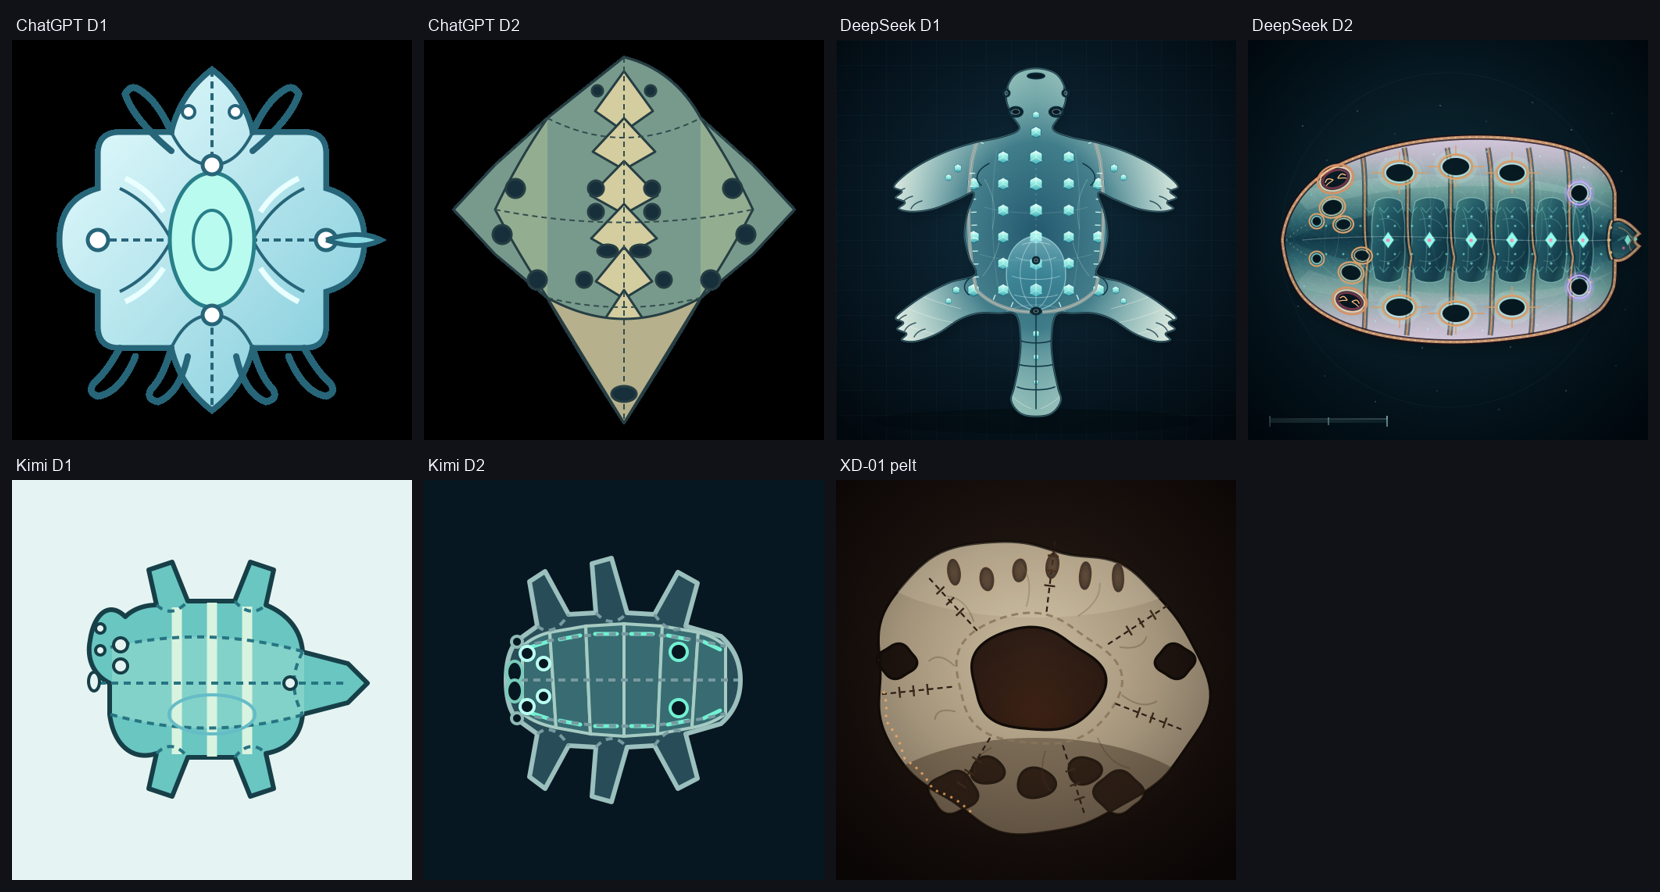 ChatGPT D1
ChatGPT D2
DeepSeek D1
DeepSeek D2
Kimi D1
Kimi D2
XD-01 pelt